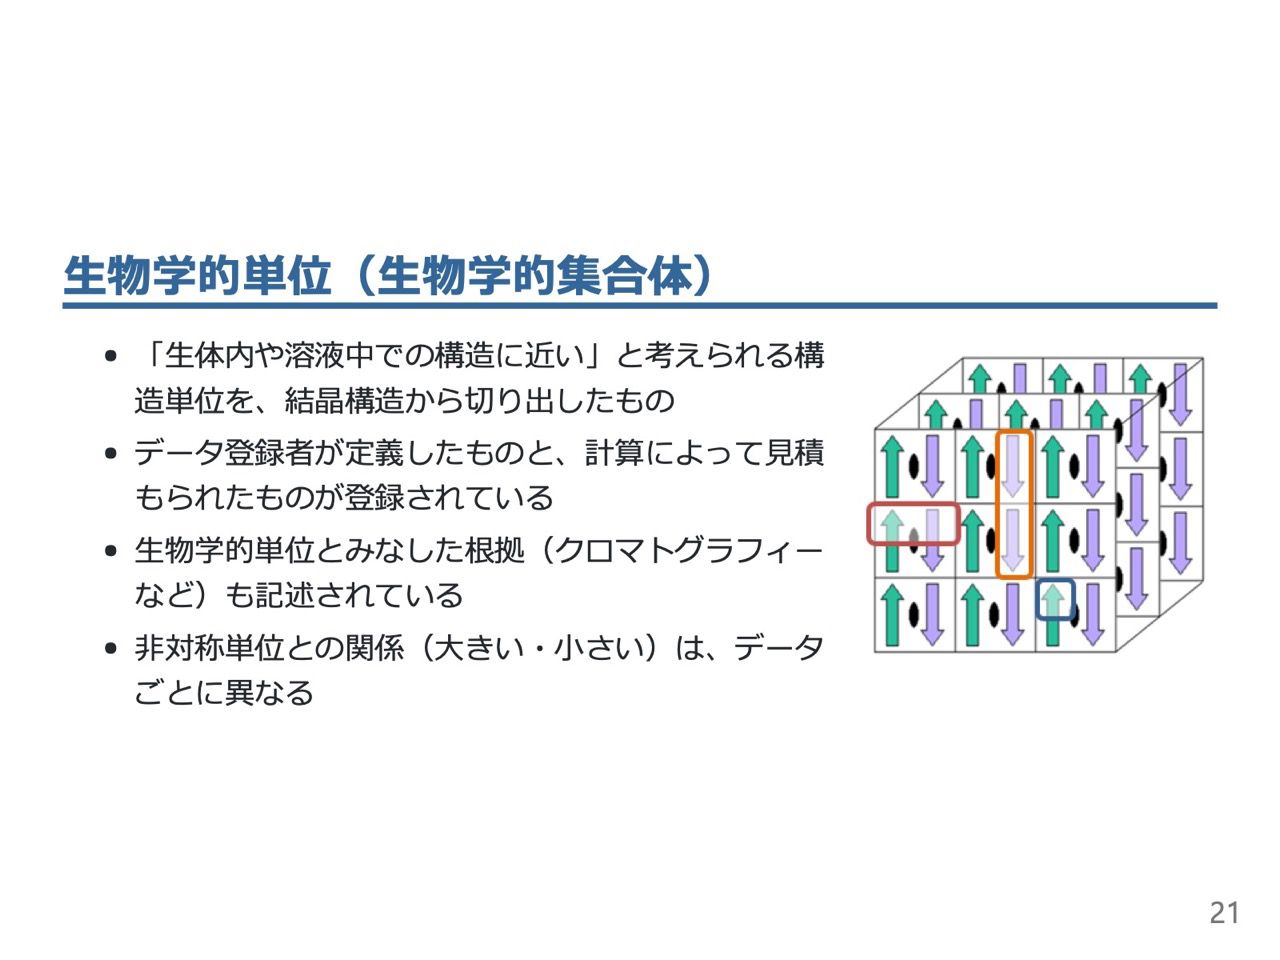 生物学的単位（生物学的集合体）
• 「生体内や溶液中での構造に近い」と考えられる構
造単位を、結晶構造から切り出したもの
• データ登録者が定義したものと、計算によって見積
もられたものが登録されている
• 生物学的単位とみなした根拠（クロマトグラフィー
など）も記述されている
• 非対称単位との関係（大きい・小さい）は、データ
ごとに異なる
21